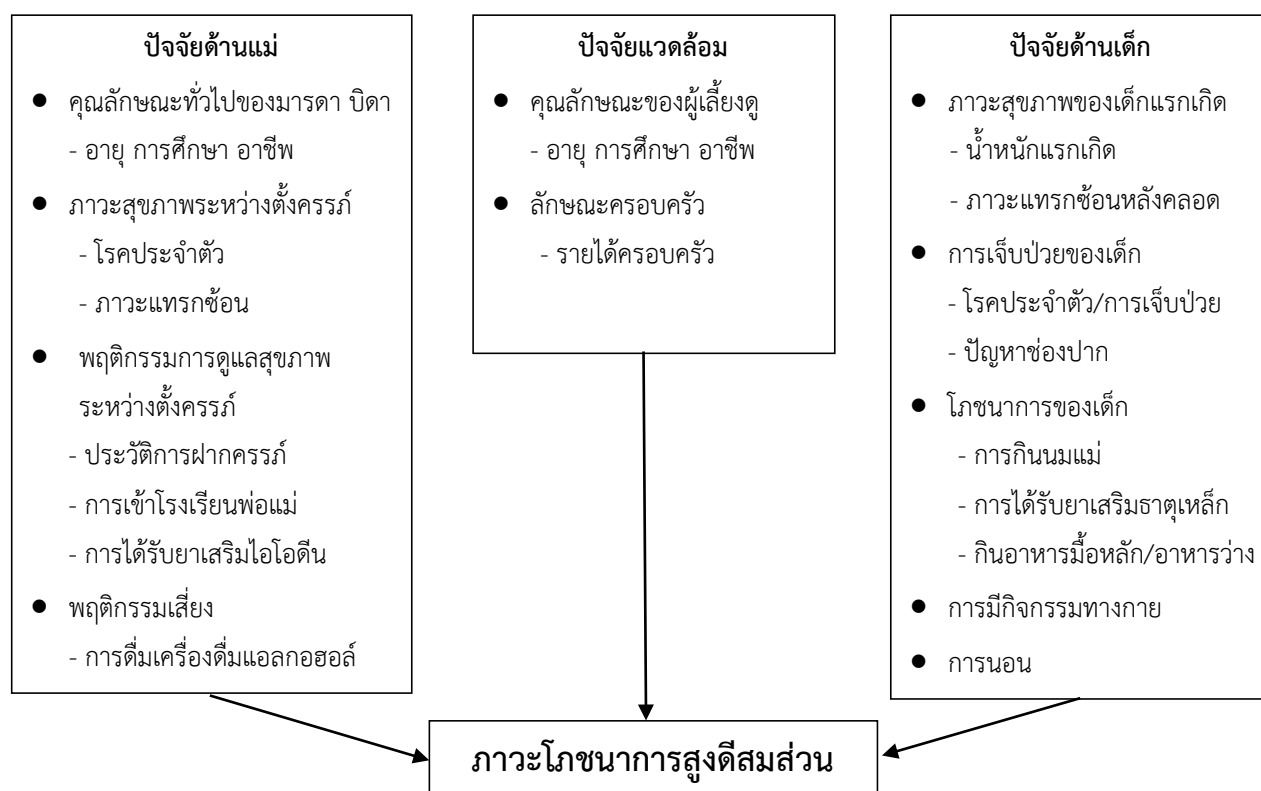 ปัจจัยด้านแม่
● คุณลักษณะทั่วไปของมารดา บิดา
- อายุ การศึกษา อาชีพ
● ภาวะสุขภาพระหว่างตั้งครรภ์
- โรคประจำตัว
- ภาวะแทรกซ้อน
● พฤติกรรมการดูแลสุขภาพ
ระหว่างตั้งครรภ์
- ประวัติการฝากครรภ์
- การเข้าโรงเรียนพ่อแม่
- การได้รับยาเสริมไอโอดีน
● พฤติกรรมเสี่ยง
- การดื่มเครื่องดื่มแอลกอฮอล์
ปัจจัยแวดล้อม
● คุณลักษณะของผู้เลี้ยงดู
- อายุ การศึกษา อาชีพ
● ลักษณะครอบครัว
- รายได้ครอบครัว
ปัจจัยด้านเด็ก
● ภาวะสุขภาพของเด็กแรกเกิด
- น้ำหนักแรกเกิด
- ภาวะแทรกซ้อนหลังคลอด
● การเจ็บป่วยของเด็ก
- โรคประจำตัว/การเจ็บป่วย
- ปัญหาช่องปาก
● โภชนาการของเด็ก
- การกินนมแม่
- การได้รับยาเสริมธาตุเหล็ก
- กินอาหารมื้อหลัก/อาหารว่าง
● การมีกิจกรรมทางกาย
● การนอน
ภาวะโภชนาการสูงดีสมส่วน